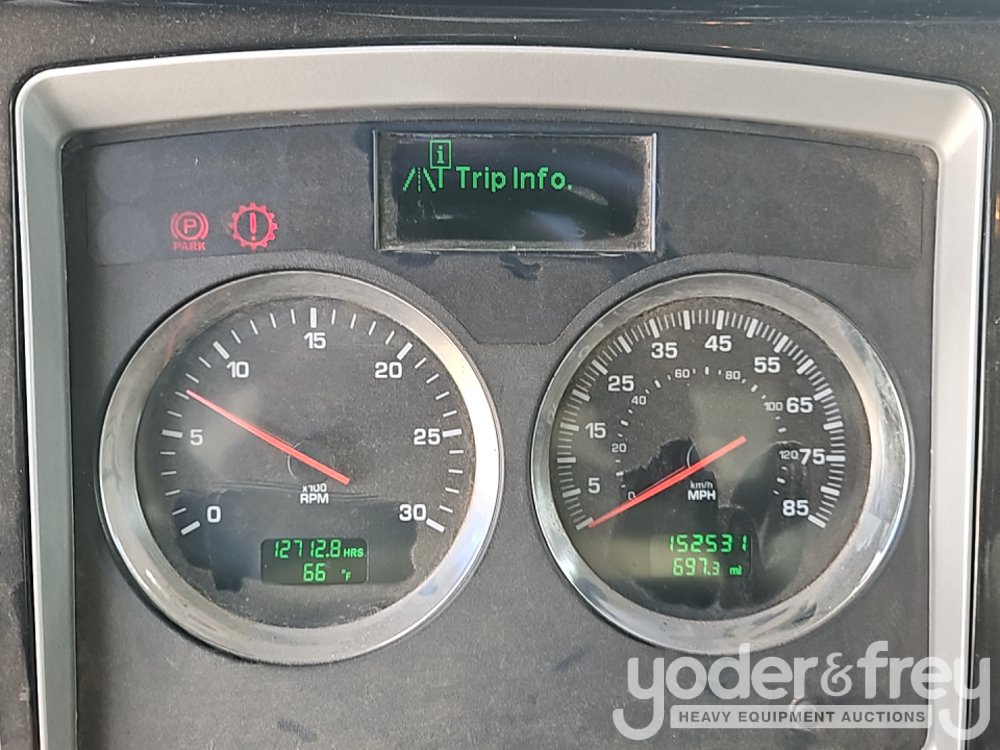 i
Trip Info.
P
PARK
!
0
5
10
15
20
25
30
x100
RPM
12712.8 HRS
66 °F
5
15
25
35
45
55
65
75
85
0
20
40
60
80
100
120
km/h
MPH
152531
697.3 mi
yoder&frey
HEAVY EQUIPMENT AUCTIONS